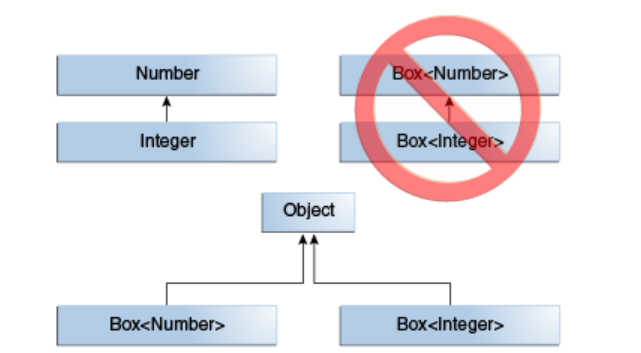 Number
Box<Number>
Integer
Box<Integer>
Object
Box<Number>
Box<Integer>